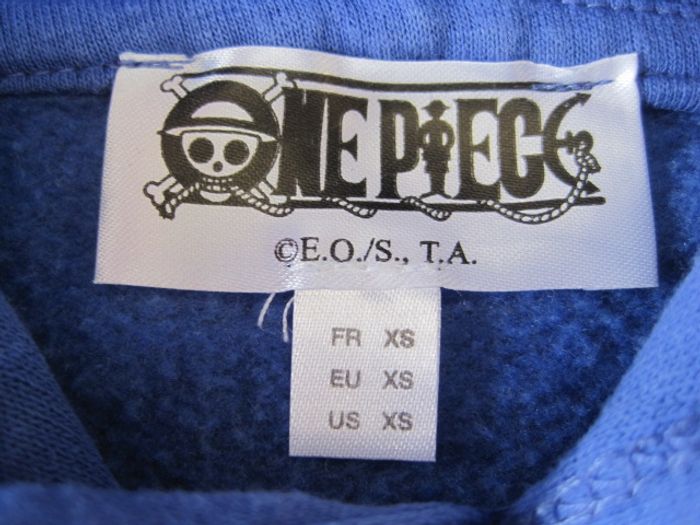 ONE PIECE
©E.O./S., T.A.
FR XS
EU XS
US XS